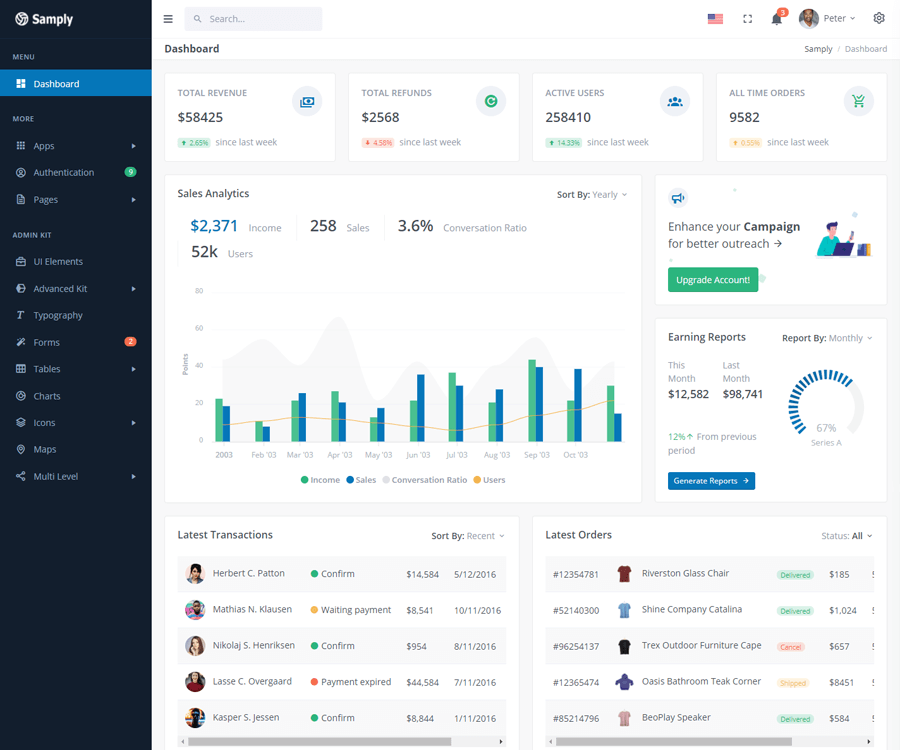 Samply
Search...
3
Peter
MENU
Dashboard
MORE
Apps
Authentication 9
Pages
ADMIN KIT
UI Elements
Advanced Kit
Typography
Forms 2
Tables
Charts
Icons
Maps
Multi Level
Dashboard
Samply / Dashboard
TOTAL REVENUE
$58425
2.65% since last week
TOTAL REFUNDS
$2568
4.58% since last week
ACTIVE USERS
258410
14.33% since last week
ALL TIME ORDERS
9582
0.55% since last week
Sales Analytics
Sort By: Yearly
$2,371 Income
258 Sales
3.6% Conversation Ratio
52k Users
Points
80
60
40
20
0
2003 Feb '03 Mar '03 Apr '03 May '03 Jun '03 Jul '03 Aug '03 Sep '03 Oct '03
Income Sales Conversation Ratio Users
Enhance your Campaign
for better outreach →
Upgrade Account!
Earning Reports
Report By: Monthly
This
Month
$12,582
Last
Month
$98,741
12%↑ From previous
period
67%
Series A
Generate Reports →
Latest Transactions
Sort By: Recent
Herbert C. Patton Confirm $14,584 5/12/2016
Mathias N. Klausen Waiting payment $8,541 10/11/2016
Nikolaj S. Henriksen Confirm $954 8/11/2016
Lasse C. Overgaard Payment expired $44,584 7/11/2016
Kasper S. Jessen Confirm $8,844 1/11/2016
Latest Orders
Status: All
#12354781 Riverston Glass Chair Delivered $185
#52140300 Shine Company Catalina Delivered $1,024
#96254137 Trex Outdoor Furniture Cape Cancel $657
#12365474 Oasis Bathroom Teak Corner Shipped $8451
#85214796 BeoPlay Speaker Delivered $584